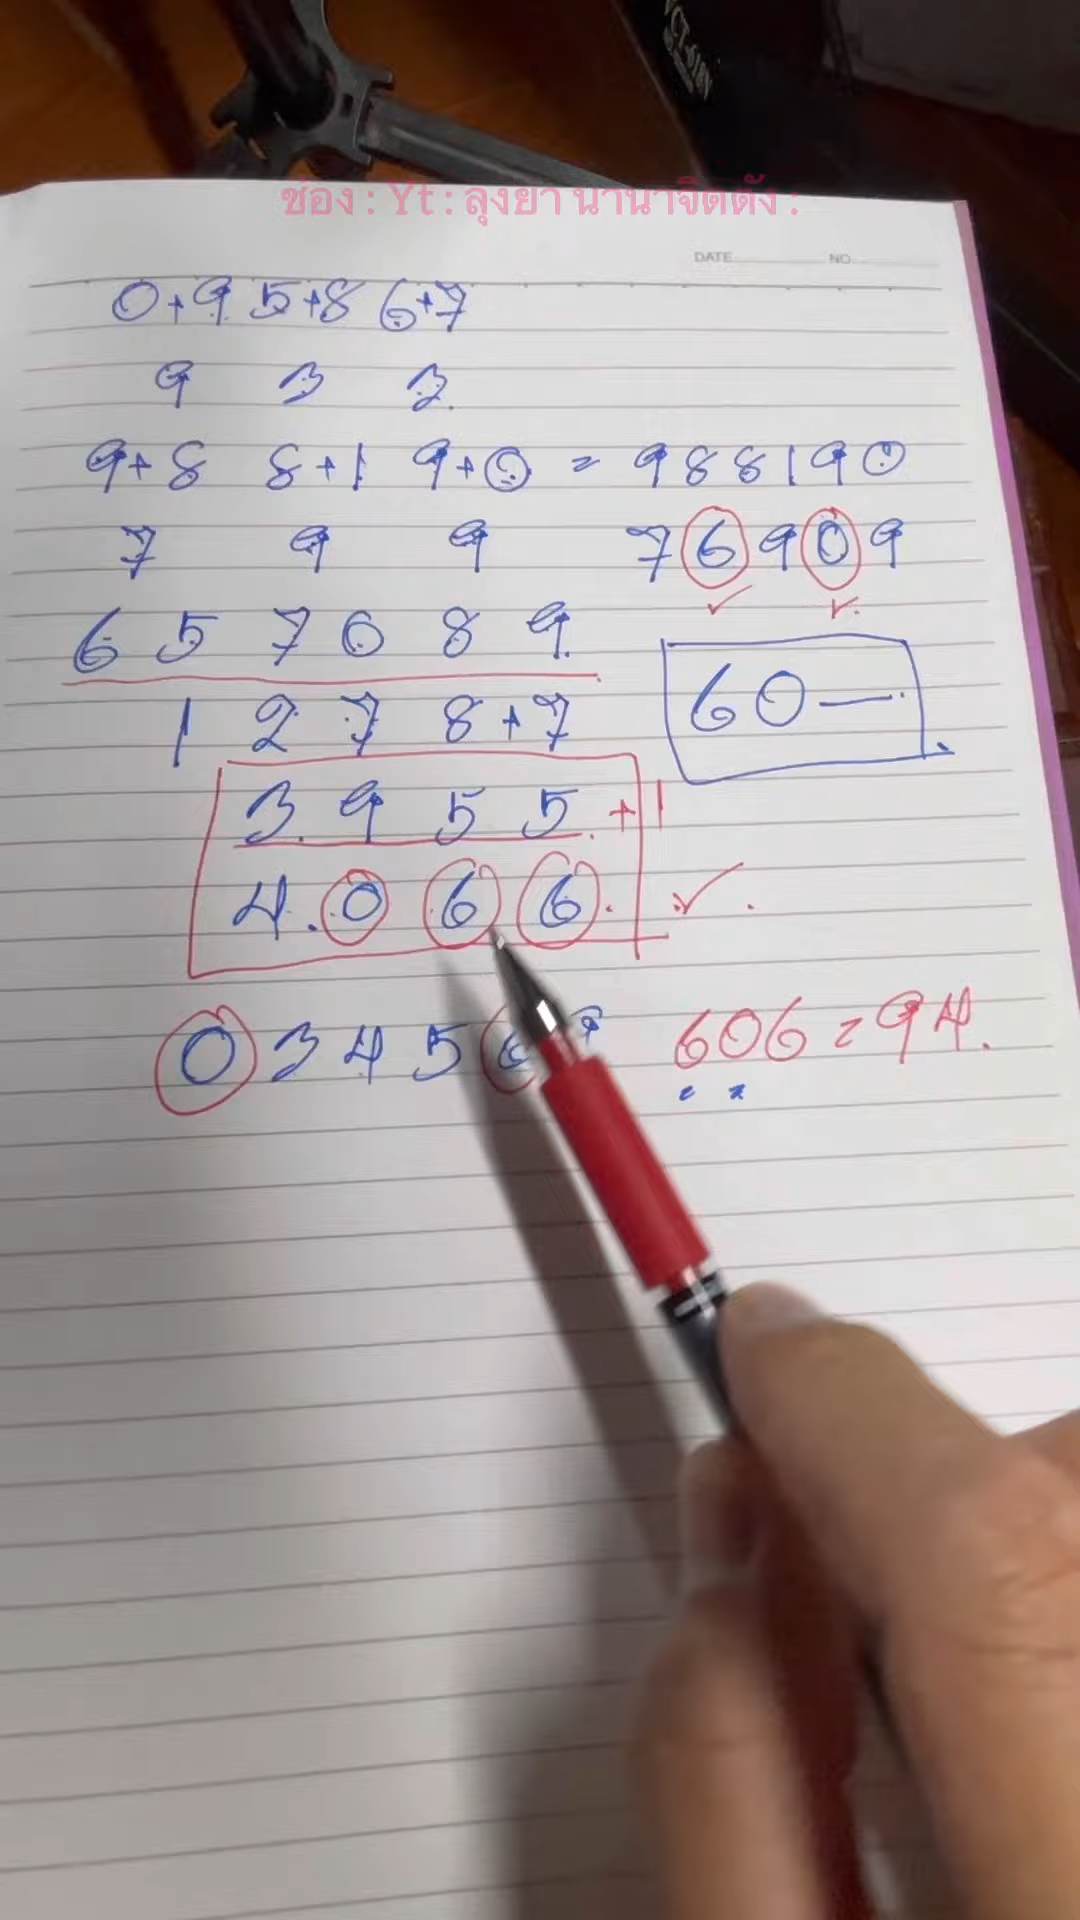 ช่อง : Yt : ลุงยา นานาจิตตัง :
DATE NO
0+9 5+8 6+7
9 3 3
9+8 8+1 9+0 = 988190
7 9 9 76909
6 5 7 0 8 9
60—
1 2 7 8+7
3 9 5 5 +1
4 0 6 6
0 3 4 5 6
606 = 94